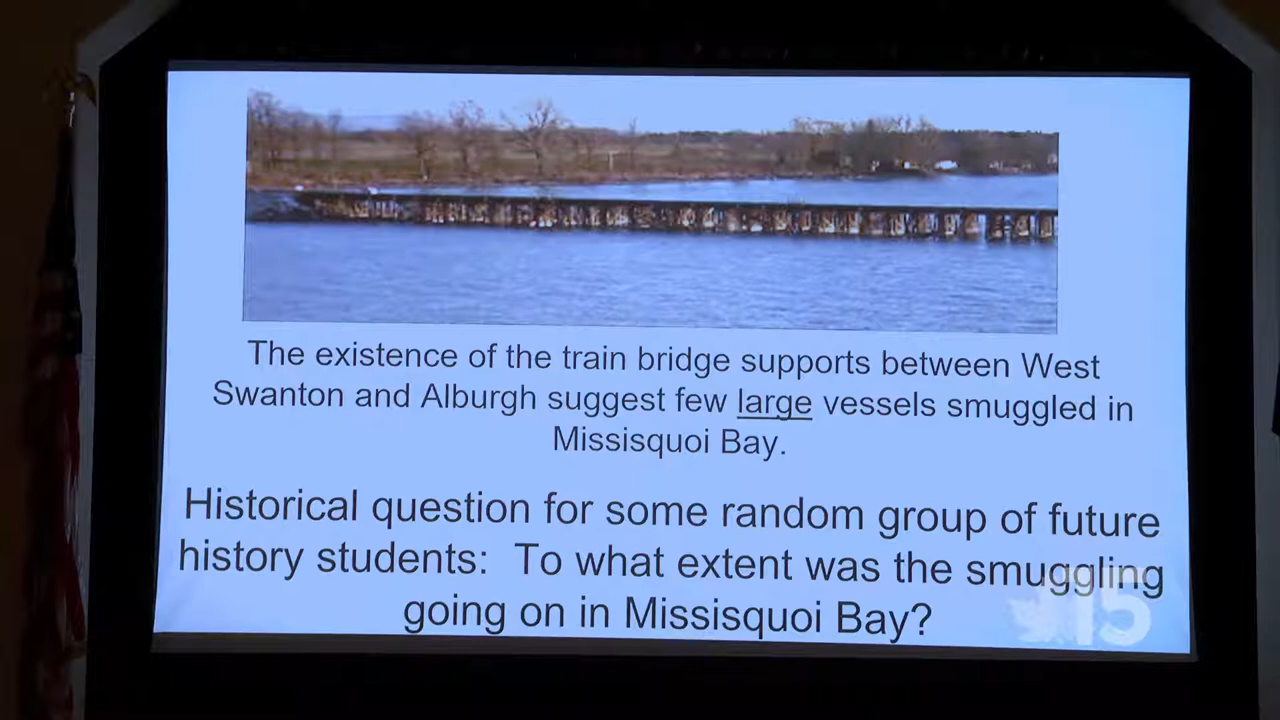 The existence of the train bridge supports between West
Swanton and Alburgh suggest few large vessels smuggled in
Missisquoi Bay.
Historical question for some random group of future
history students: To what extent was the smuggling
going on in Missisquoi Bay?
15